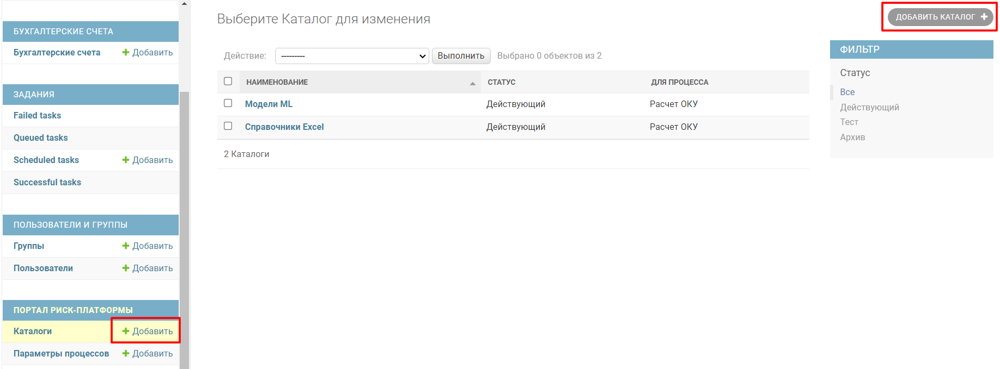 БУХГАЛТЕРСКИЕ СЧЕТА
Бухгалтерские счета Добавить
ЗАДАНИЯ
Failed tasks
Queued tasks
Scheduled tasks Добавить
Successful tasks
ПОЛЬЗОВАТЕЛИ И ГРУППЫ
Группы Добавить
Пользователи Добавить
ПОРТАЛ РИСК-ПЛАТФОРМЫ
Каталоги Добавить
Параметры процессов Добавить
Выберите Каталог для изменения
ДОБАВИТЬ КАТАЛОГ
Действие: --------- Выполнить Выбрано 0 объектов из 2
НАИМЕНОВАНИЕ СТАТУС ДЛЯ ПРОЦЕССА
Модели ML Действующий Расчет ОКУ
Справочники Excel Действующий Расчет ОКУ
2 Каталоги
ФИЛЬТР
Статус
Все
Действующий
Тест
Архив